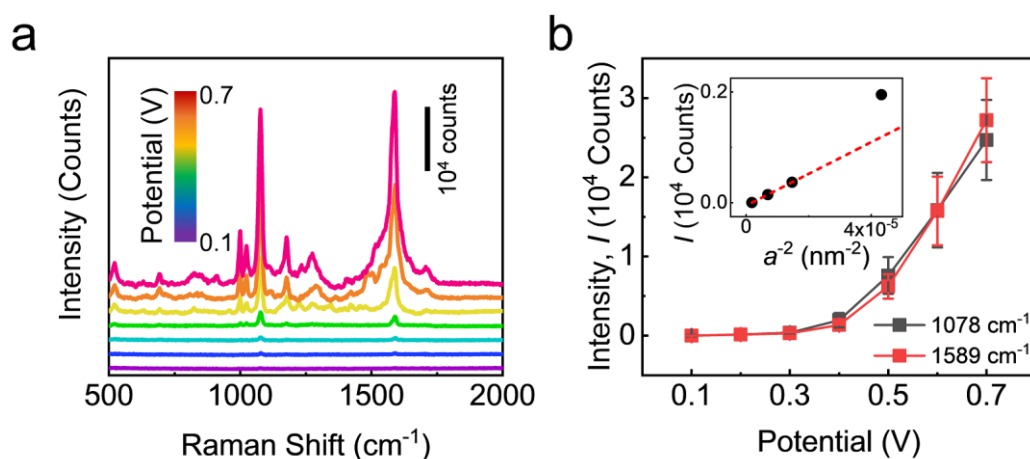 a
Intensity (Counts)
Potential (V)
0.7
0.1
10⁴ counts
500
1000
1500
2000
Raman Shift (cm⁻¹)
b
Intensity, I (10⁴ Counts)
3
2
1
0
I (10⁴ Counts)
0.2
0.0
0
4x10⁻⁵
a⁻² (nm⁻²)
1078 cm⁻¹
1589 cm⁻¹
0.1
0.3
0.5
0.7
Potential (V)